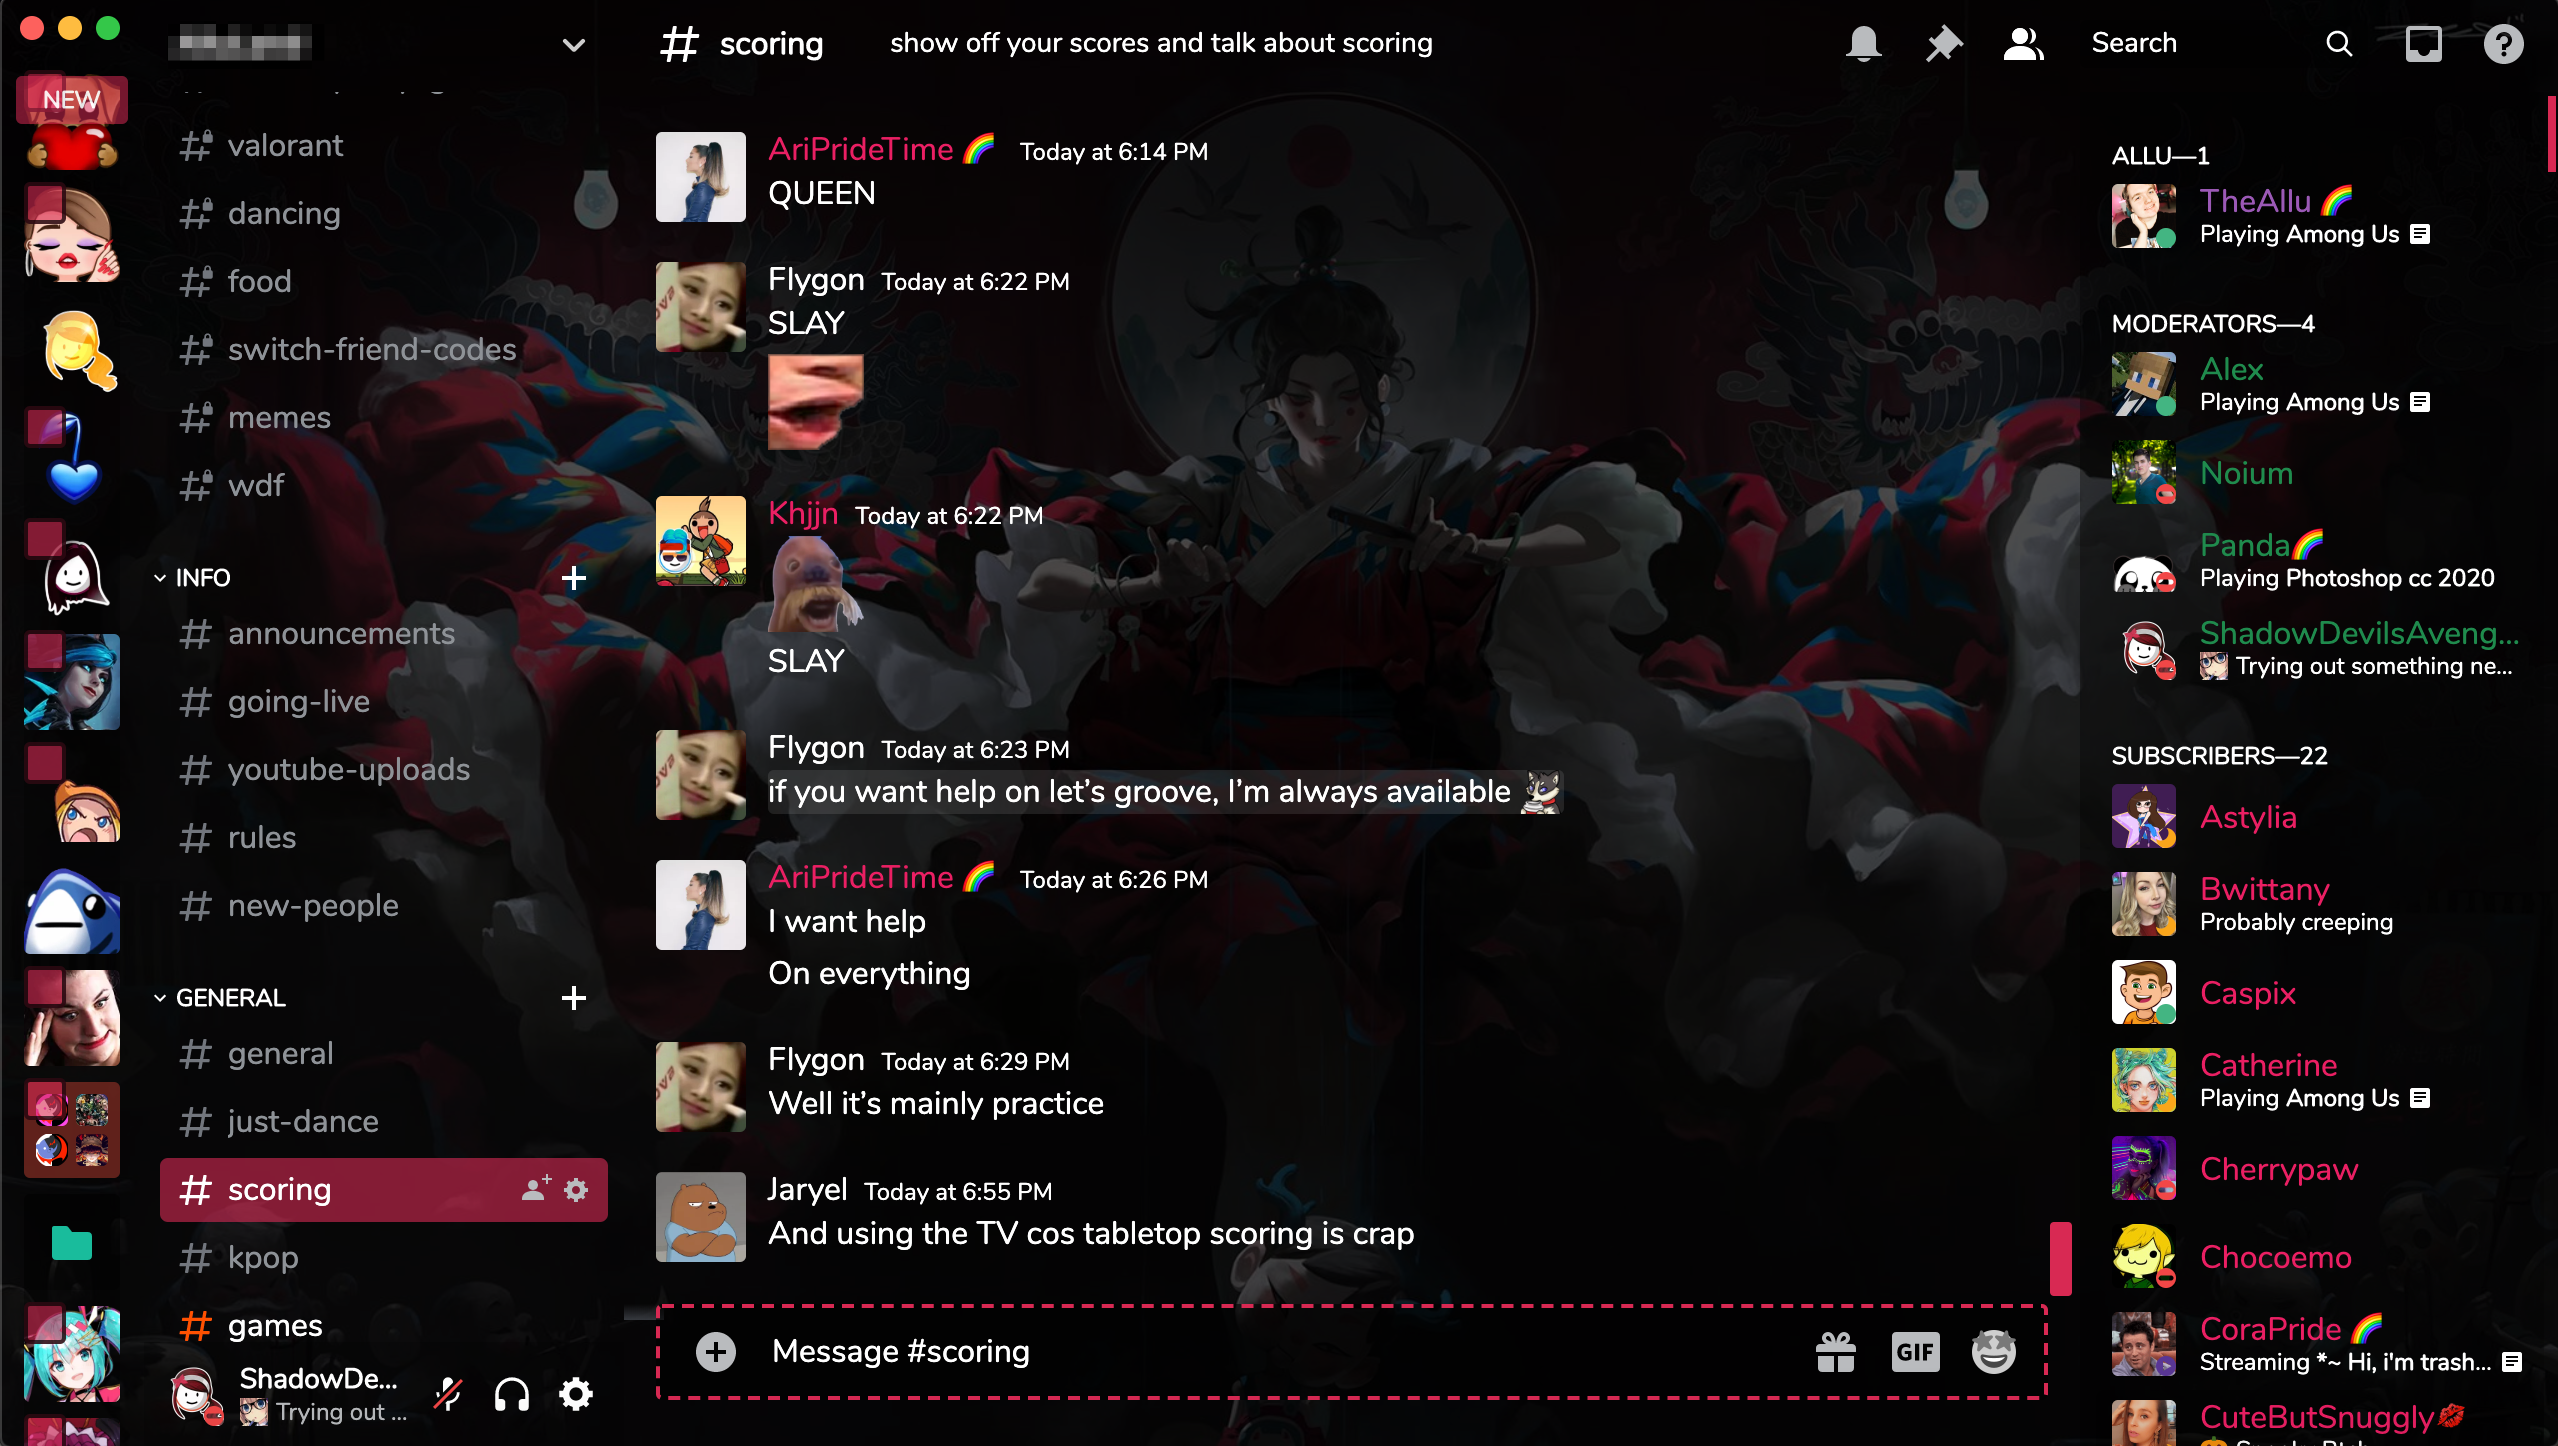 scoring
show off your scores and talk about scoring
Search
NEW
valorant
dancing
food
switch-friend-codes
memes
wdf
INFO
announcements
going-live
youtube-uploads
rules
new-people
GENERAL
general
just-dance
scoring
kpop
games
ShadowDe...
Trying out ...
AriPrideTime Today at 6:14 PM
QUEEN
Flygon Today at 6:22 PM
SLAY
Khjjn Today at 6:22 PM
SLAY
Flygon Today at 6:23 PM
if you want help on let’s groove, I’m always available
AriPrideTime Today at 6:26 PM
I want help
On everything
Flygon Today at 6:29 PM
Well it’s mainly practice
Jaryel Today at 6:55 PM
And using the TV cos tabletop scoring is crap
Message #scoring
GIF
ALLU—1
TheAllu
Playing Among Us
MODERATORS—4
Alex
Playing Among Us
Noium
Panda
Playing Photoshop cc 2020
ShadowDevilsAveng...
Trying out something ne...
SUBSCRIBERS—22
Astylia
Bwittany
Probably creeping
Caspix
Catherine
Playing Among Us
Cherrypaw
Chocoemo
CoraPride
Streaming *~ Hi, i'm trash...
CuteButSnuggly